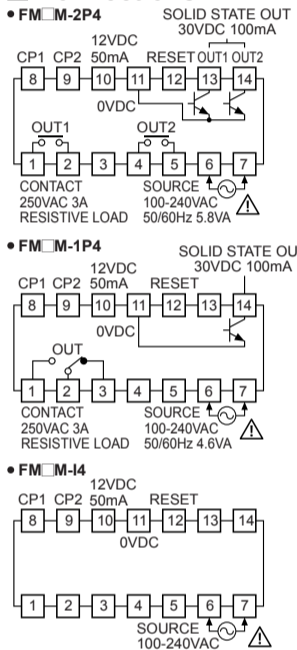 • FM□M-2P4
SOLID STATE OUT
30VDC 100mA
12VDC
CP1 CP2 50mA RESET OUT1 OUT2
8 9 10 11 12 13 14
0VDC
OUT1 OUT2
1 2 3 4 5 6 7
CONTACT SOURCE
250VAC 3A 100-240VAC
RESISTIVE LOAD 50/60Hz 5.8VA
• FM□M-1P4
SOLID STATE OU
30VDC 100mA
12VDC
CP1 CP2 50mA RESET
8 9 10 11 12 13 14
0VDC
OUT
1 2 3 4 5 6 7
CONTACT SOURCE
250VAC 3A 100-240VAC
RESISTIVE LOAD 50/60Hz 4.6VA
• FM□M-I4
12VDC
CP1 CP2 50mA RESET
8 9 10 11 12 13 14
0VDC
1 2 3 4 5 6 7
SOURCE
100-240VAC